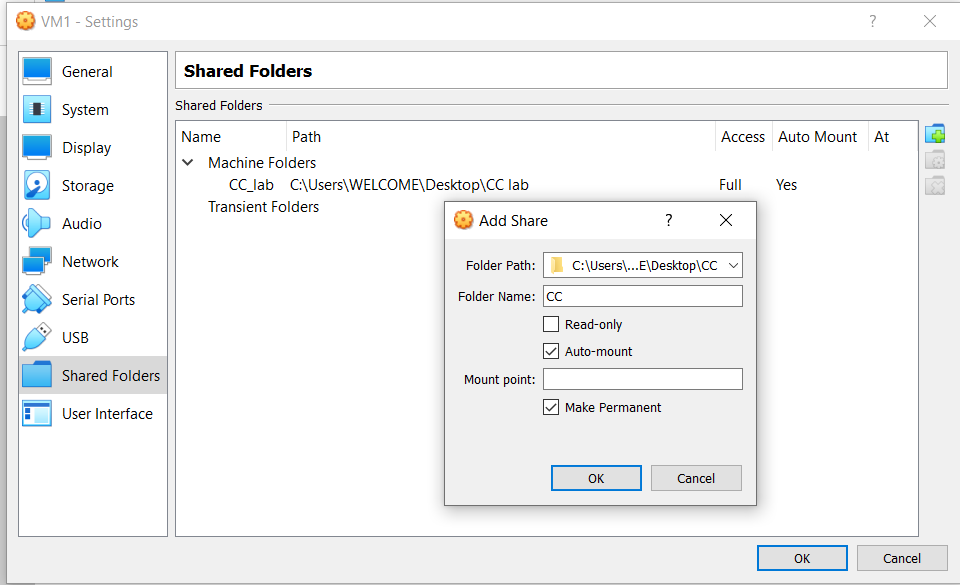 VM1 - Settings
?
General
System
Display
Storage
Audio
Network
Serial Ports
USB
Shared Folders
User Interface
Shared Folders
Shared Folders
Name Path Access Auto Mount At
Machine Folders
CC_lab C:\Users\WELCOME\Desktop\CC lab Full Yes
Transient Folders
Add Share
?
Folder Path: C:\Users\...E\Desktop\CC
Folder Name: CC
Read-only
Auto-mount
Mount point:
Make Permanent
OK Cancel
OK Cancel